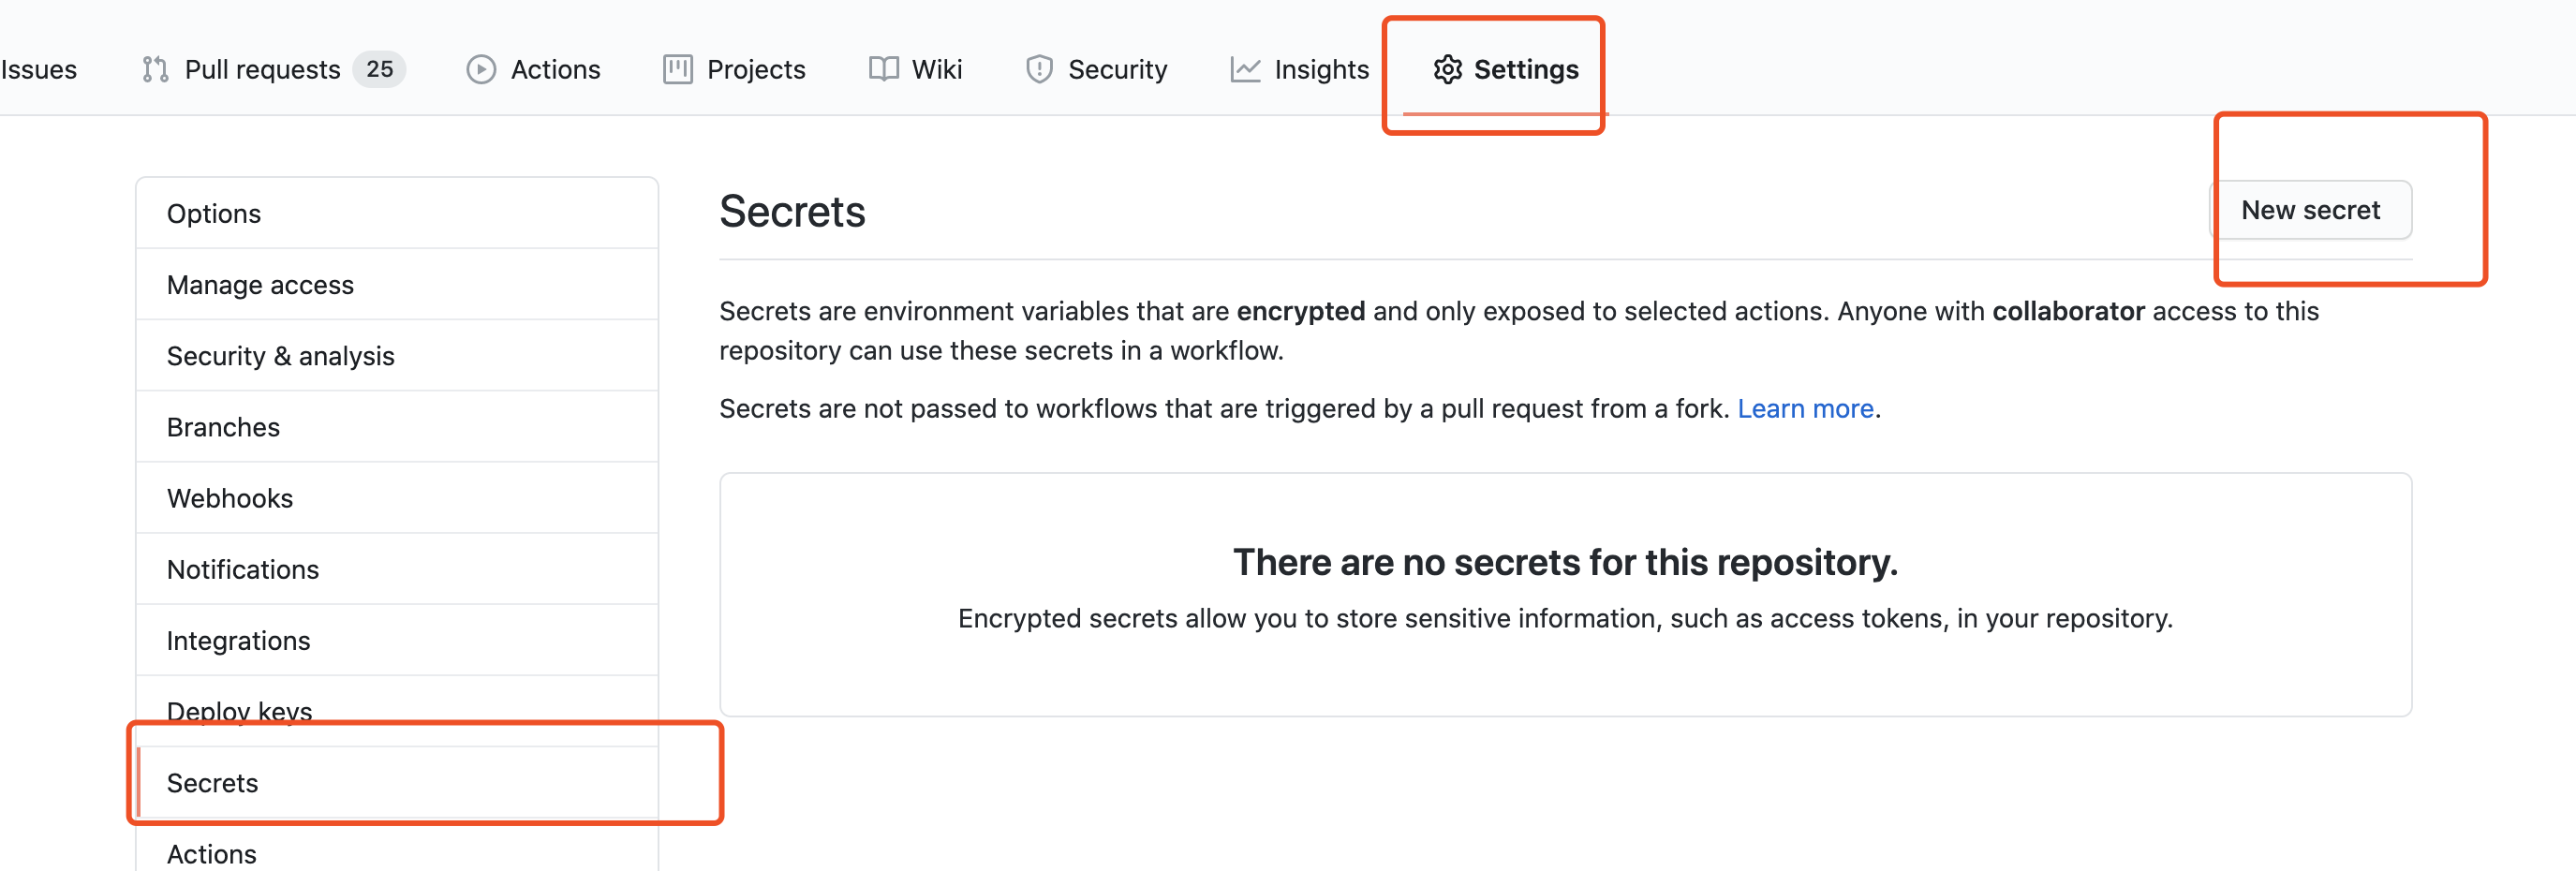 Issues Pull requests 25 Actions Projects Wiki Security Insights Settings
Options
Manage access
Security & analysis
Branches
Webhooks
Notifications
Integrations
Deploy keys
Secrets
Actions
Secrets
New secret
Secrets are environment variables that are encrypted and only exposed to selected actions. Anyone with collaborator access to this
repository can use these secrets in a workflow.
Secrets are not passed to workflows that are triggered by a pull request from a fork. Learn more.
There are no secrets for this repository.
Encrypted secrets allow you to store sensitive information, such as access tokens, in your repository.